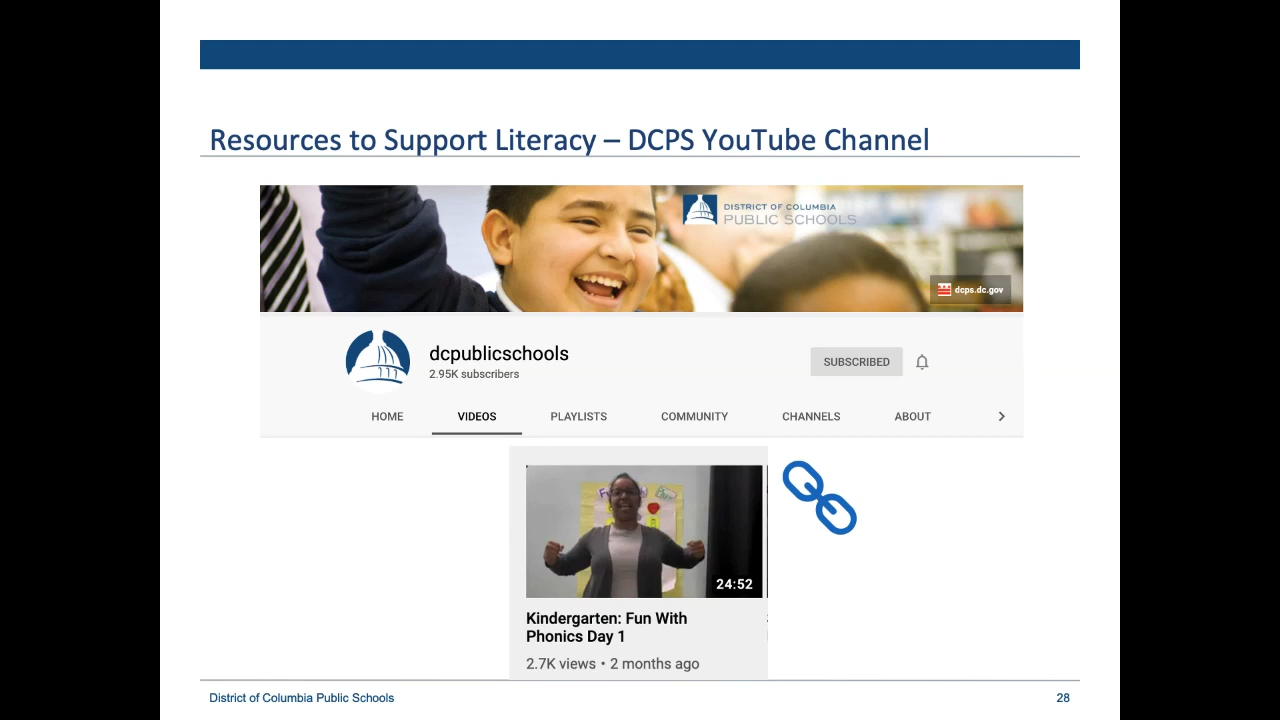 Resources to Support Literacy – DCPS YouTube Channel
DISTRICT OF COLUMBIA
PUBLIC SCHOOLS
dcps.dc.gov
dcpublicschools
2.95K subscribers
SUBSCRIBED
HOME VIDEOS PLAYLISTS COMMUNITY CHANNELS ABOUT
24:52
Kindergarten: Fun With
Phonics Day 1
2.7K views • 2 months ago
District of Columbia Public Schools 28